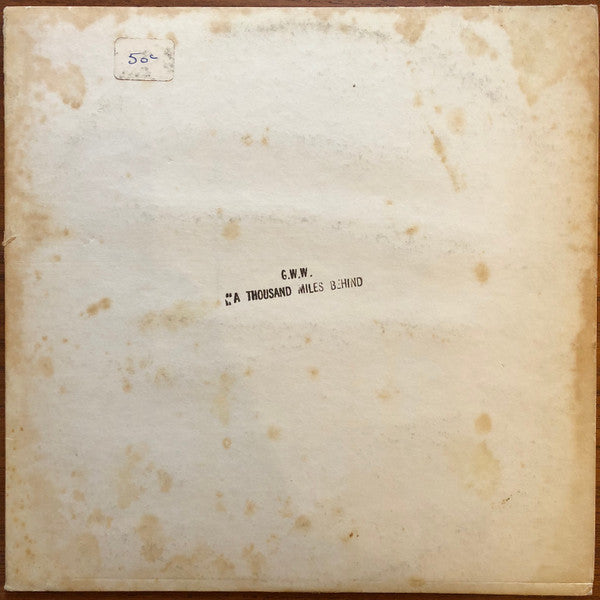 50¢
G.W.W.
"A THOUSAND MILES BEHIND